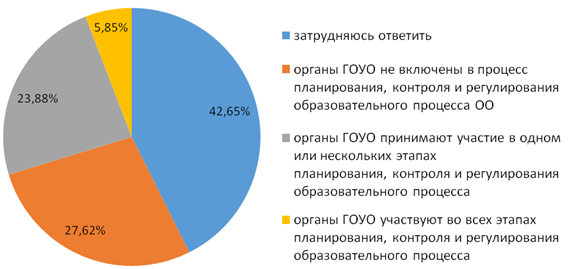 5,85%
23,88%
42,65%
27,62%
затрудняюсь ответить
органы ГОУО не включены в процесс
планирования, контроля и регулирования
образовательного процесса ОО
органы ГОУО принимают участие в одном
или нескольких этапах
планирования, контроля и регулирования
образовательного процесса
органы ГОУО участвуют во всех этапах
планирования, контроля и регулирования
образовательного процесса